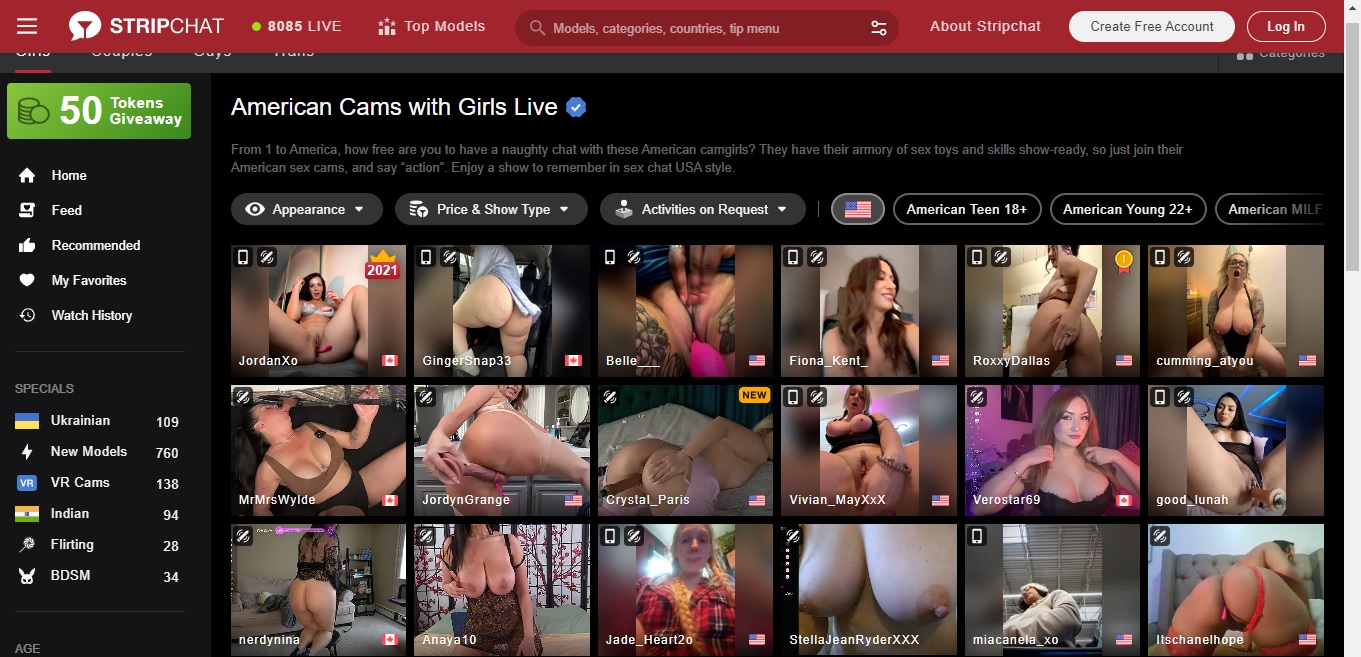 STRIPCHAT
8085 LIVE
Top Models
Models, categories, countries, tip menu
About Stripchat
Create Free Account
Log In
Girls
Couples
Guys
Trans
Categories
50 Tokens Giveaway
Home
Feed
Recommended
My Favorites
Watch History
SPECIALS
Ukrainian 109
New Models 760
VR VR Cams 138
Indian 94
Flirting 28
BDSM 34
AGE
American Cams with Girls Live
From 1 to America, how free are you to have a naughty chat with these American camgirls? They have their armory of sex toys and skills show-ready, so just join their
American sex cams, and say “action”. Enjoy a show to remember in sex chat USA style.
Appearance
Price & Show Type
Activities on Request
American Teen 18+
American Young 22+
American MILF
2021
JordanXo
GingerSnap33
Belle___
Fiona_Kent_
RoxxyDallas
cumming_atyou
MrMrsWylde
JordynGrange
NEW
Crystal_Paris
Vivian_MayXxX
Verostar69
good_lunah
nerdynina
Anaya10
Jade_Heart2o
StellaJeanRyderXXX
miacanela_xo
Itschanelhope